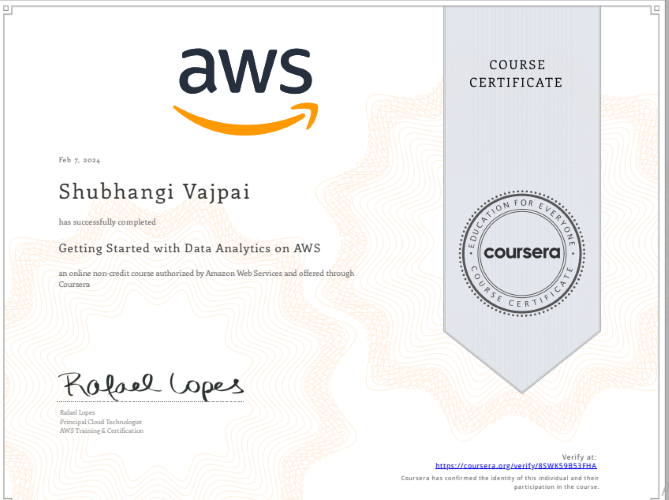 aws
COURSE
CERTIFICATE
Feb 7, 2024
Shubhangi Vajpai
has successfully completed
Getting Started with Data Analytics on AWS
an online non-credit course authorized by Amazon Web Services and offered through
Coursera
EDUCATION FOR EVERYONE
coursera
COURSE CERTIFICATE
Rafael Lopes
Rafael Lopes
Principal Cloud Technologist
AWS Training & Certification
Verify at:
https://coursera.org/verify/8SWK59B53FHA
Coursera has confirmed the identity of this individual and their
participation in the course.